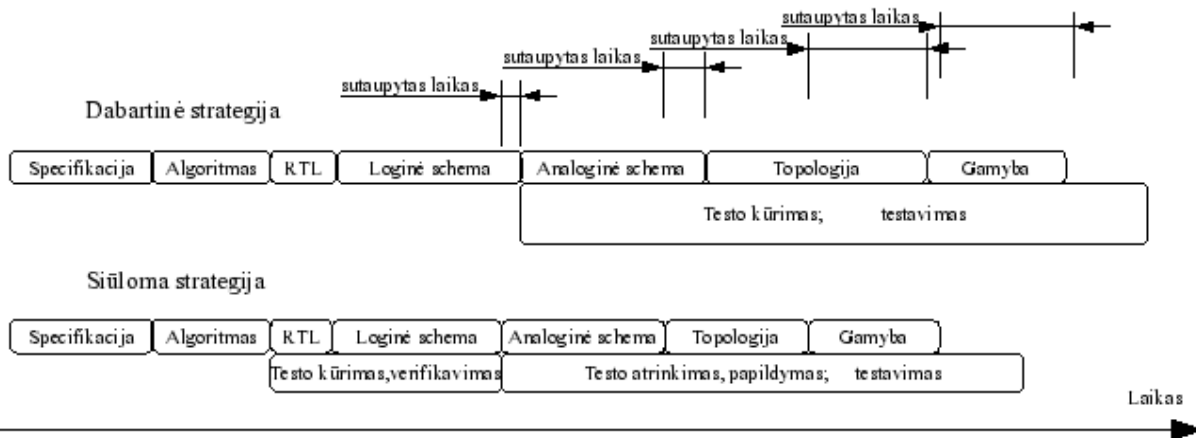 sutaupytas laikas
sutaupytas laikas
sutaupytas laikas
sutaupytas laikas
Dabartinė strategija
Specifikacija Algoritmas RTL Loginė schema Analoginė schema Topologija Gamyba
Testo kūrimas; testavimas
Siūloma strategija
Specifikacija Algoritmas RTL Loginė schema Analoginė schema Topologija Gamyba
Testo kūrimas,verifikavimas Testo atrinkimas, papildymas; testavimas
Laikas